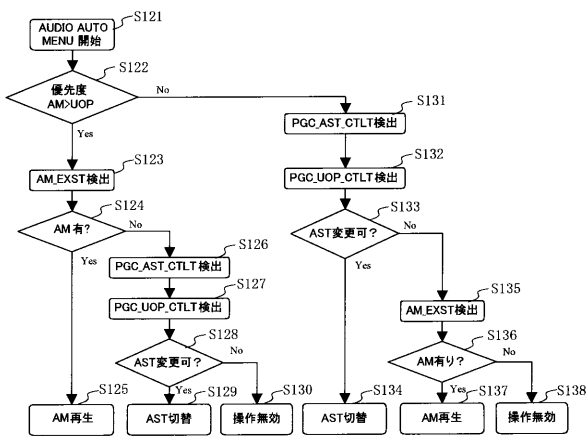 AUDIO AUTO
MENU 開始
S121
優先度
AM>UOP
S122
No
Yes
AM_EXST検出
S123
AM有?
S124
No
Yes
PGC_AST_CTLT検出
S126
PGC_UOP_CTLT検出
S127
AST変更可?
S128
No
Yes
AM再生
S125
AST切替
S129
操作無効
S130
PGC_AST_CTLT検出
S131
PGC_UOP_CTLT検出
S132
AST変更可?
S133
No
Yes
AM_EXST検出
S135
AM有り?
S136
No
Yes
AST切替
S134
AM再生
S137
操作無効
S138